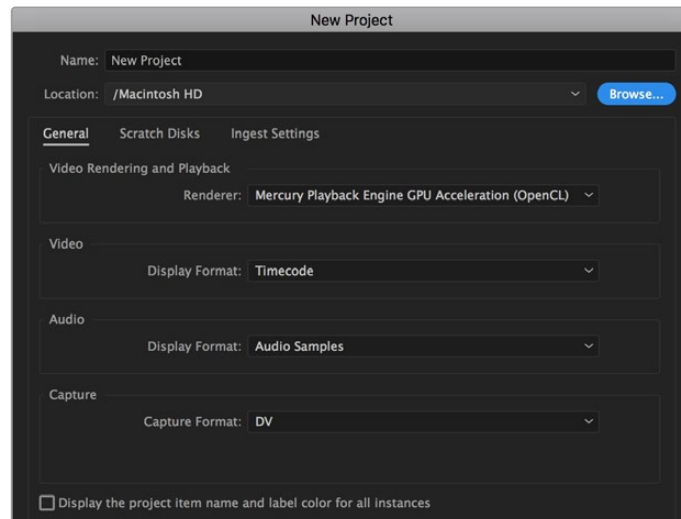 New Project
Name: New Project
Location: /Macintosh HD Browse...
General Scratch Disks Ingest Settings
Video Rendering and Playback
Renderer: Mercury Playback Engine GPU Acceleration (OpenCL)
Video
Display Format: Timecode
Audio
Display Format: Audio Samples
Capture
Capture Format: DV
Display the project item name and label color for all instances